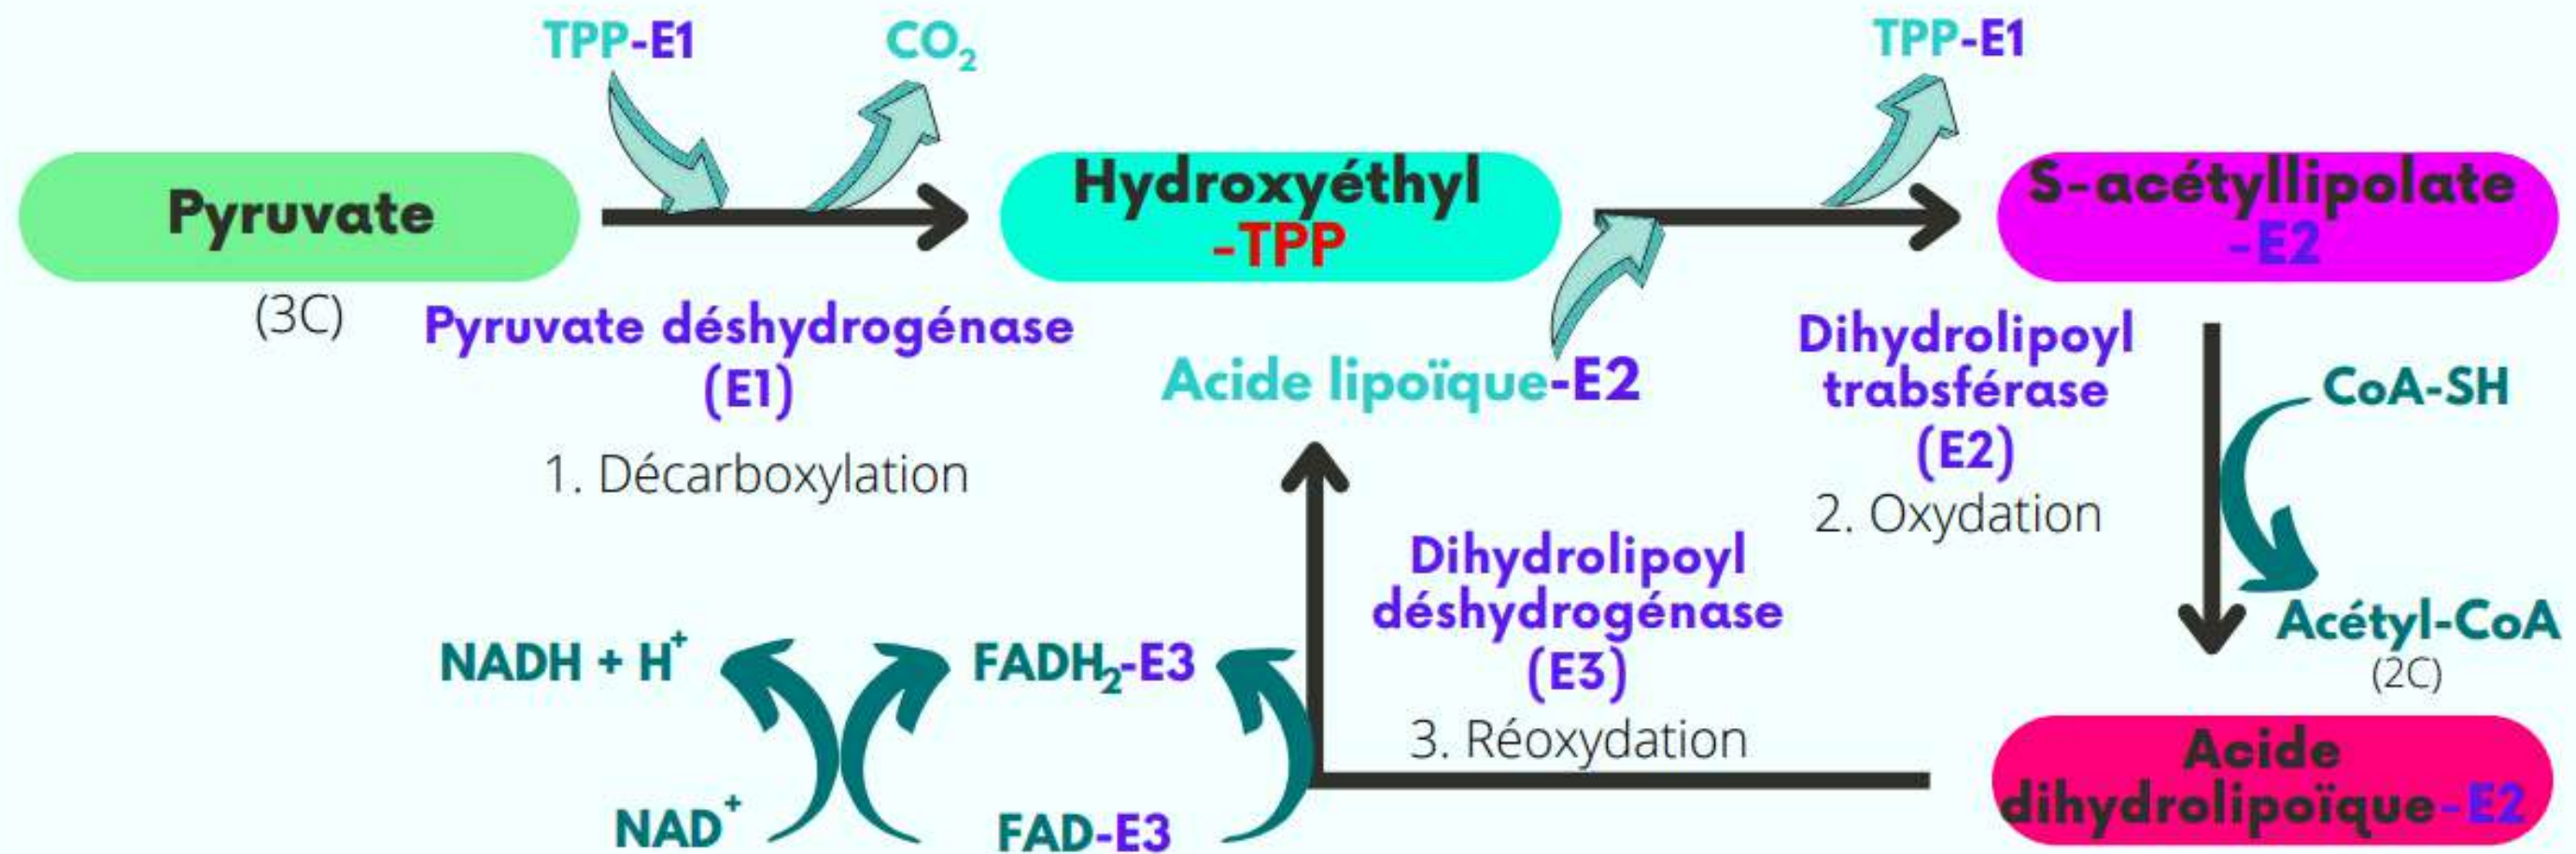 TPP-E1
CO₂
TPP-E1
Pyruvate
(3C)
Hydroxyéthyl
-TPP
S-acétyllipolate
-E2
Pyruvate déshydrogénase
(E1)
1. Décarboxylation
Acide lipoïque-E2
Dihydrolipoyl
trabsférase
(E2)
2. Oxydation
CoA-SH
Acétyl-CoA
(2C)
Dihydrolipoyl
déshydrogénase
(E3)
3. Réoxydation
NADH + H⁺
FADH₂-E3
NAD⁺
FAD-E3
Acide
dihydrolipoïque-E2